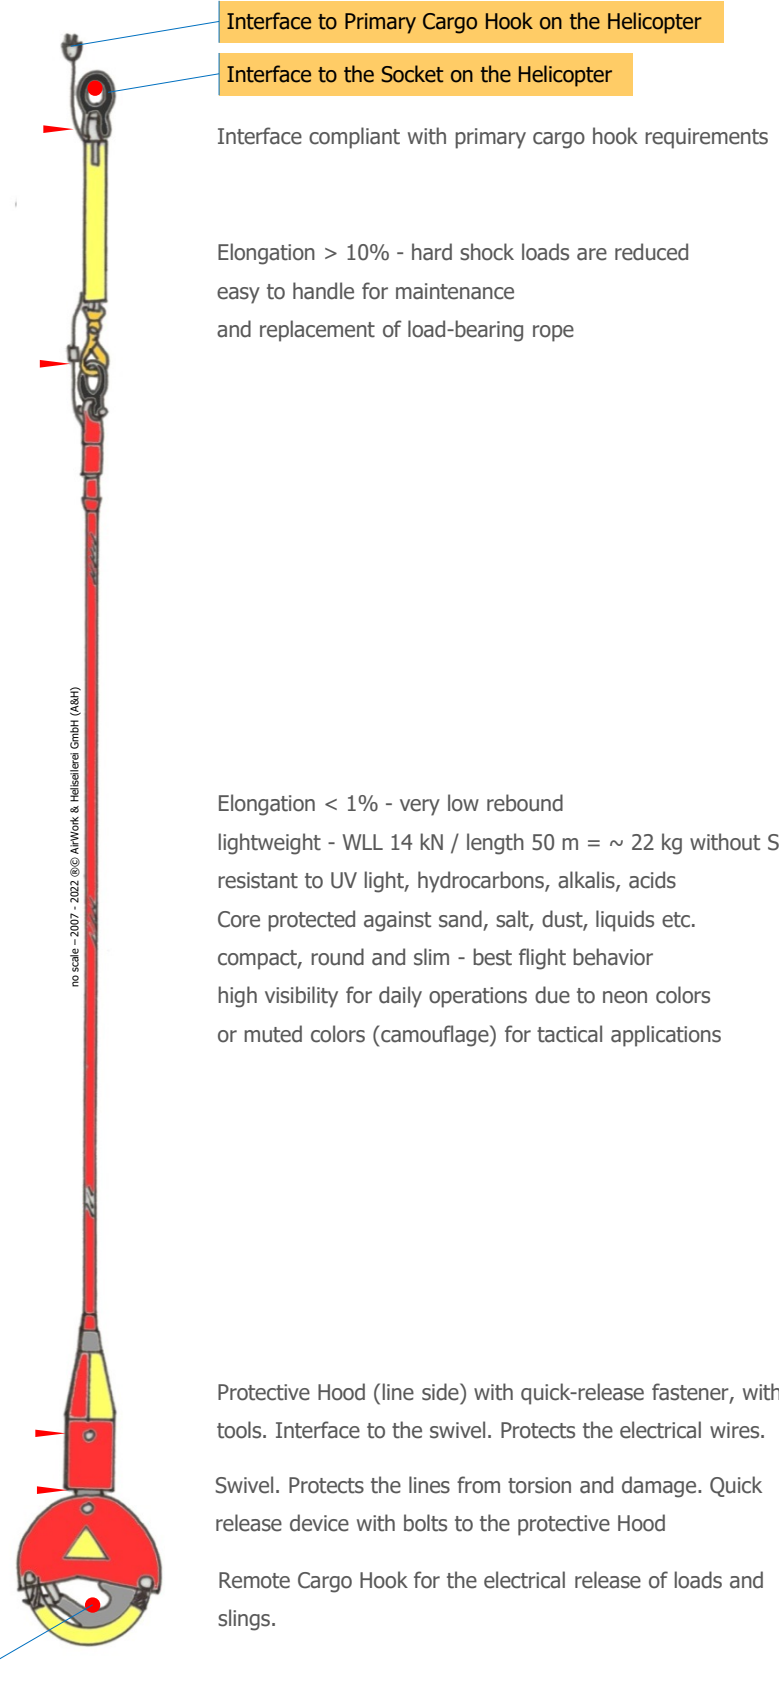 Interface to Primary Cargo Hook on the Helicopter
Interface to the Socket on the Helicopter
Interface compliant with primary cargo hook requirements
Elongation > 10% - hard shock loads are reduced
easy to handle for maintenance
and replacement of load-bearing rope
no scale – 2007 - 2022 ®© AirWork & Heliseilerei GmbH (A&H)
Elongation < 1% - very low rebound
lightweight - WLL 14 kN / length 50 m = ~ 22 kg without S
resistant to UV light, hydrocarbons, alkalis, acids
Core protected against sand, salt, dust, liquids etc.
compact, round and slim - best flight behavior
high visibility for daily operations due to neon colors
or muted colors (camouflage) for tactical applications
Protective Hood (line side) with quick-release fastener, with
tools. Interface to the swivel. Protects the electrical wires.
Swivel. Protects the lines from torsion and damage. Quick
release device with bolts to the protective Hood
Remote Cargo Hook for the electrical release of loads and
slings.